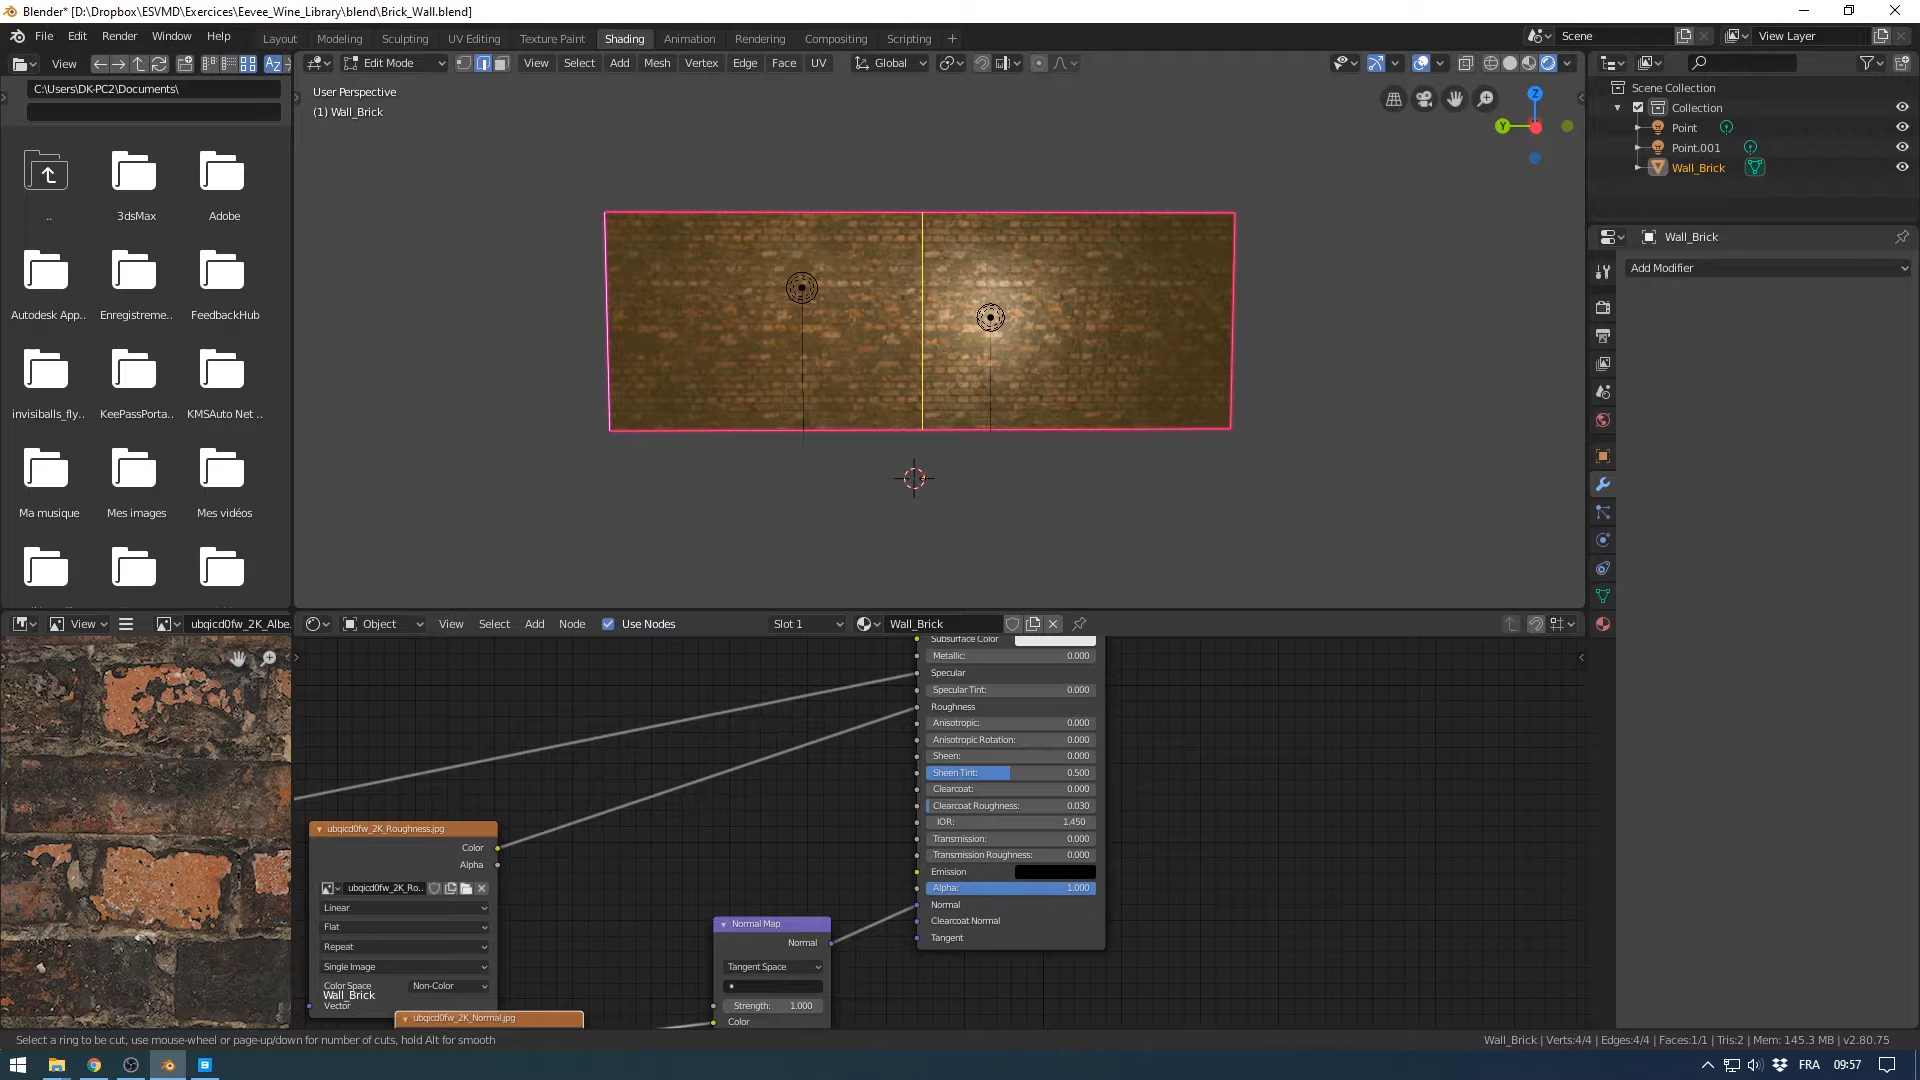 Blender* [D:\Dropbox\ESVMD\Exercices\Eevee_Wine_Library\blend\Brick_Wall.blend]
File Edit Render Window Help
Layout Modeling Sculpting UV Editing Texture Paint Shading Animation Rendering Compositing Scripting +
Scene
View Layer
View
Edit Mode
View Select Add Mesh Vertex Edge Face UV
Global
C:\Users\DK-PC2\Documents\
..
3dsMax
Adobe
Autodesk App..
Enregistreme..
FeedbackHub
invisiballs_fly..
KeePassPorta..
KMSAuto Net ..
Ma musique
Mes images
Mes vidéos
User Perspective
(1) Wall_Brick
Z
Y
Scene Collection
Collection
Point
Point.001
Wall_Brick
Wall_Brick
Add Modifier
View
ubqicd0fw_2K_Albe..
Object
View Select Add Node
Use Nodes
Slot 1
Wall_Brick
Subsurface Color
Metallic: 0.000
Specular
Specular Tint: 0.000
Roughness
Anisotropic: 0.000
Anisotropic Rotation: 0.000
Sheen: 0.000
Sheen Tint: 0.500
Clearcoat: 0.000
Clearcoat Roughness: 0.030
IOR: 1.450
Transmission: 0.000
Transmission Roughness: 0.000
Emission
Alpha: 1.000
Normal
Clearcoat Normal
Tangent
ubqicd0fw_2K_Roughness.jpg
Color
Alpha
ubqicd0fw_2K_Ro..
Linear
Flat
Repeat
Single Image
Color Space Non-Color
Wall_Brick
Vector
ubqicd0fw_2K_Normal.jpg
Normal Map
Normal
Tangent Space
Strength: 1.000
Color
Select a ring to be cut, use mouse-wheel or page-up/down for number of cuts, hold Alt for smooth
Wall_Brick | Verts:4/4 | Edges:4/4 | Faces:1/1 | Tris:2 | Mem: 145.3 MB | v2.80.75
FRA
09:57